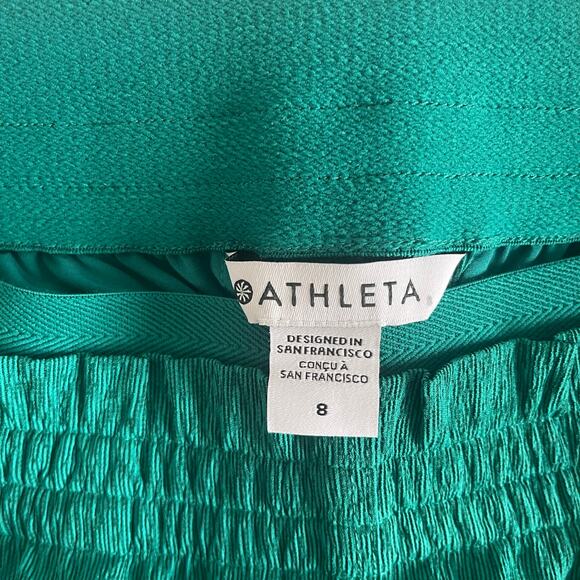 ATHLETA
DESIGNED IN
SAN FRANCISCO
CONÇU À
SAN FRANCISCO
8